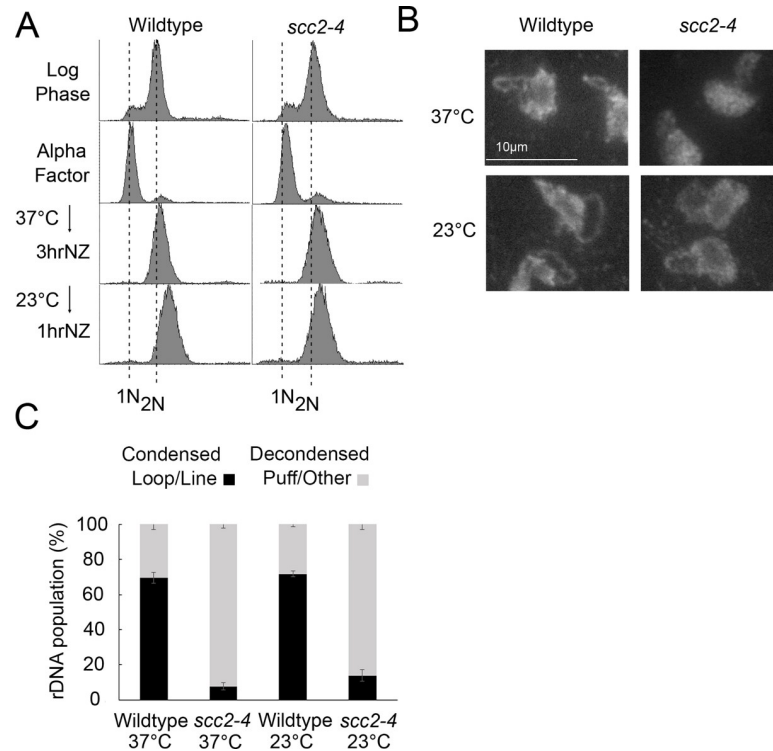 A
Wildtype
scc2-4
Log
Phase
Alpha
Factor
37°C
3hrNZ
23°C
1hrNZ
1N 2N
1N 2N
B
Wildtype
scc2-4
37°C
10µm
23°C
C
Condensed
Loop/Line
Decondensed
Puff/Other
rDNA population (%)
100
80
60
40
20
0
Wildtype
37°C
scc2-4
37°C
Wildtype
23°C
scc2-4
23°C